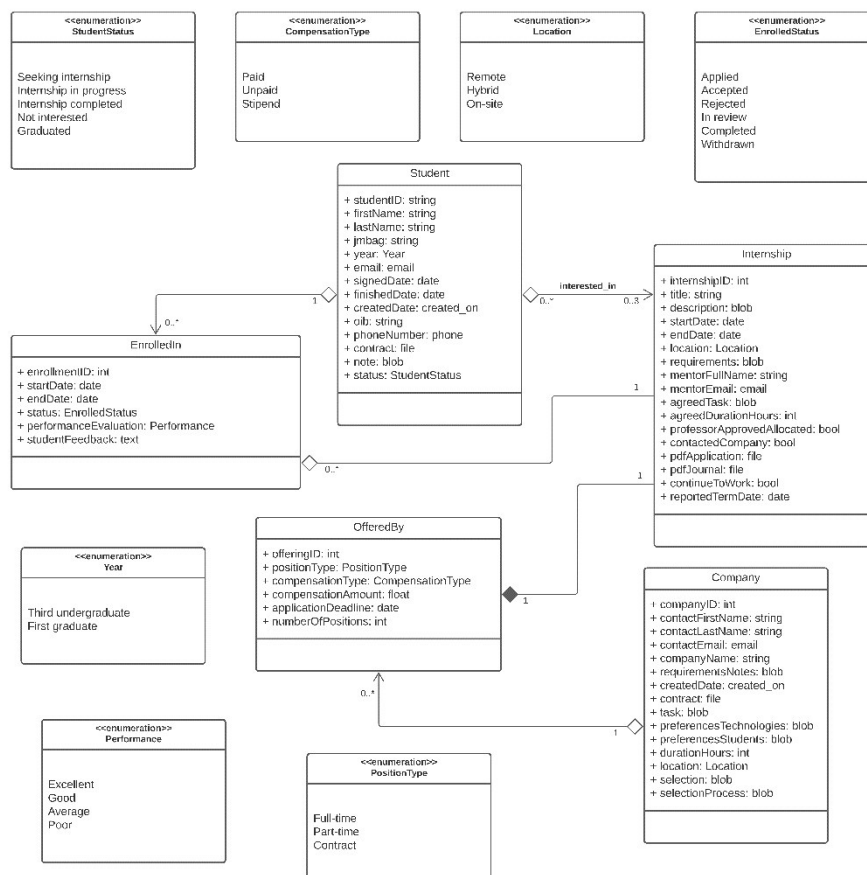 <<enumeration>>
StudentStatus
Seeking internship
Internship in progress
Internship completed
Not interested
Graduated
<<enumeration>>
CompensationType
Paid
Unpaid
Stipend
<<enumeration>>
Location
Remote
Hybrid
On-site
<<enumeration>>
EnrolledStatus
Applied
Accepted
Rejected
In review
Completed
Withdrawn
Student
+ studentID: string
+ firstName: string
+ lastName: string
+ jmbag: string
+ year: Year
+ email: email
+ signedDate: date
+ finishedDate: date
+ createdDate: created_on
+ oib: string
+ phoneNumber: phone
+ contract: file
+ note: blob
+ status: StudentStatus
1
0..*
interested_in
0..*
0..3
Internship
+ internshipID: int
+ title: string
+ description: blob
+ startDate: date
+ endDate: date
+ location: Location
+ requirements: blob
+ mentorFullName: string
+ mentorEmail: email
+ agreedTask: blob
+ agreedDurationHours: int
+ professorApprovedAllocated: bool
+ contactedCompany: bool
+ pdfApplication: file
+ pdfJournal: file
+ continueToWork: bool
+ reportedTermDate: date
EnrolledIn
+ enrollmentID: int
+ startDate: date
+ endDate: date
+ status: EnrolledStatus
+ performanceEvaluation: Performance
+ studentFeedback: text
0..*
1
1
OfferedBy
+ offeringID: int
+ positionType: PositionType
+ compensationType: CompensationType
+ compensationAmount: float
+ applicationDeadline: date
+ numberOfPositions: int
1
0..*
1
<<enumeration>>
Year
Third undergraduate
First graduate
Company
+ companyID: int
+ contactFirstName: string
+ contactLastName: string
+ contactEmail: email
+ companyName: string
+ requirementsNotes: blob
+ createdDate: created_on
+ contract: file
+ task: blob
+ preferencesTechnologies: blob
+ preferencesStudents: blob
+ durationHours: int
+ location: Location
+ selection: blob
+ selectionProcess: blob
<<enumeration>>
Performance
Excellent
Good
Average
Poor
<<enumeration>>
PositionType
Full-time
Part-time
Contract